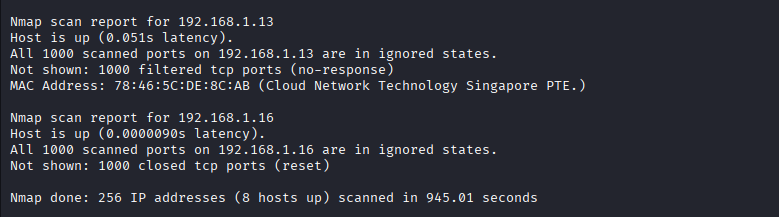 Nmap scan report for 192.168.1.13
Host is up (0.051s latency).
All 1000 scanned ports on 192.168.1.13 are in ignored states.
Not shown: 1000 filtered tcp ports (no-response)
MAC Address: 78:46:5C:DE:8C:AB (Cloud Network Technology Singapore PTE.)
Nmap scan report for 192.168.1.16
Host is up (0.0000090s latency).
All 1000 scanned ports on 192.168.1.16 are in ignored states.
Not shown: 1000 closed tcp ports (reset)
Nmap done: 256 IP addresses (8 hosts up) scanned in 945.01 seconds